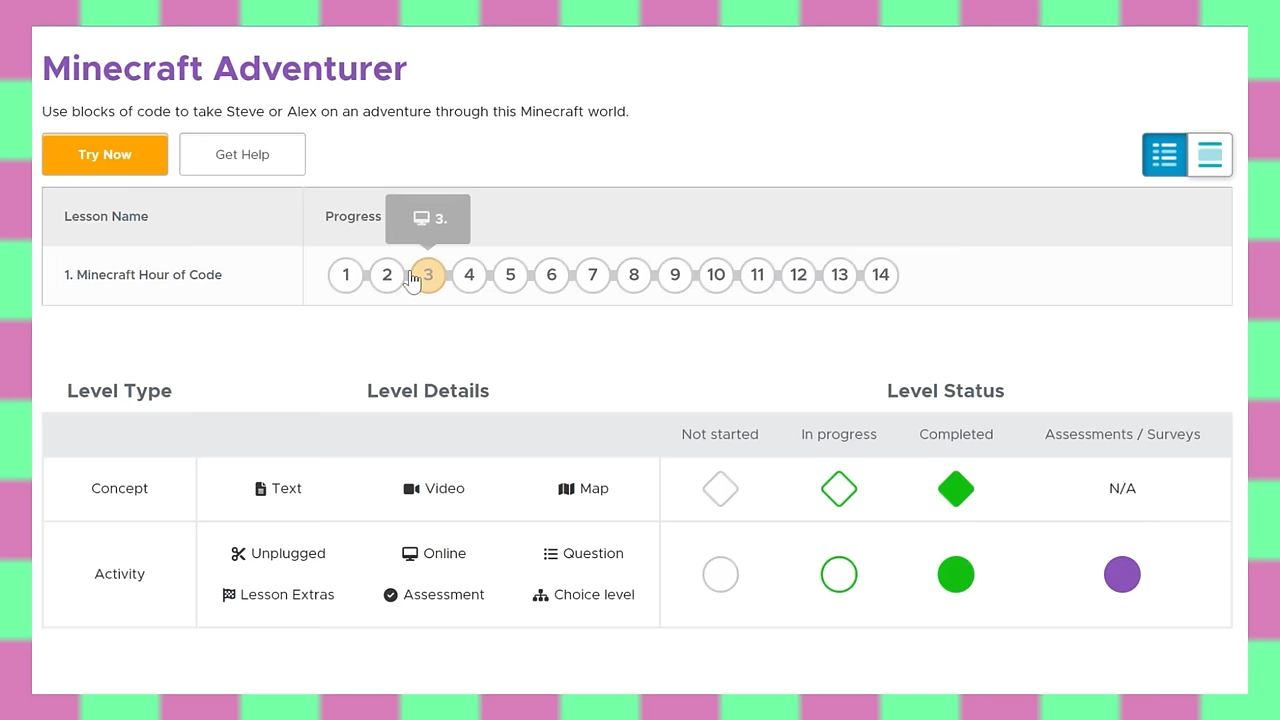 Minecraft Adventurer
Use blocks of code to take Steve or Alex on an adventure through this Minecraft world.
Try Now
Get Help
Lesson Name
Progress
3.
1. Minecraft Hour of Code
1 2 3 4 5 6 7 8 9 10 11 12 13 14
Level Type
Level Details
Level Status
Not started
In progress
Completed
Assessments / Surveys
Concept
Text
Video
Map
N/A
Activity
Unplugged
Online
Question
Lesson Extras
Assessment
Choice level